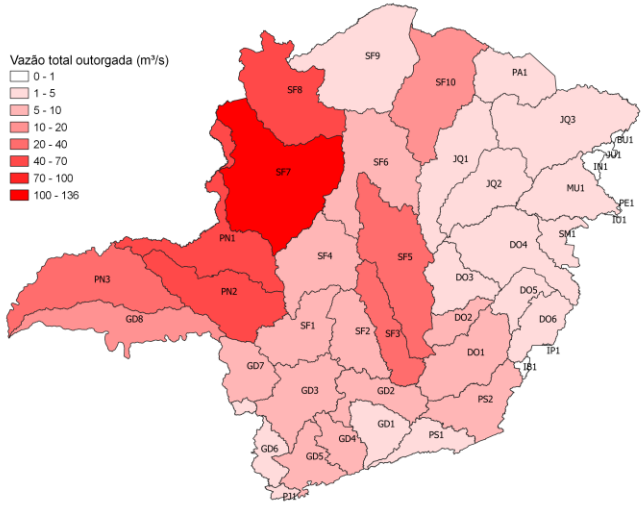 Vazão total outorgada (m³/s)
0 - 1
1 - 5
5 - 10
10 - 20
20 - 40
40 - 70
70 - 100
100 - 136
SF9
SF8
SF10
PA1
JQ3
BU1
JU1
IN1
SF7
SF6
JQ1
JQ2
MU1
PE1
IU1
SM1
PN1
SF4
SF5
DO4
DO3
PN3
PN2
DO5
GD8
SF1
SF2
SF3
DO2
DO6
IP1
DO1
IB1
GD7
GD3
GD2
PS2
GD1
PS1
GD4
GD6
GD5
PJ1